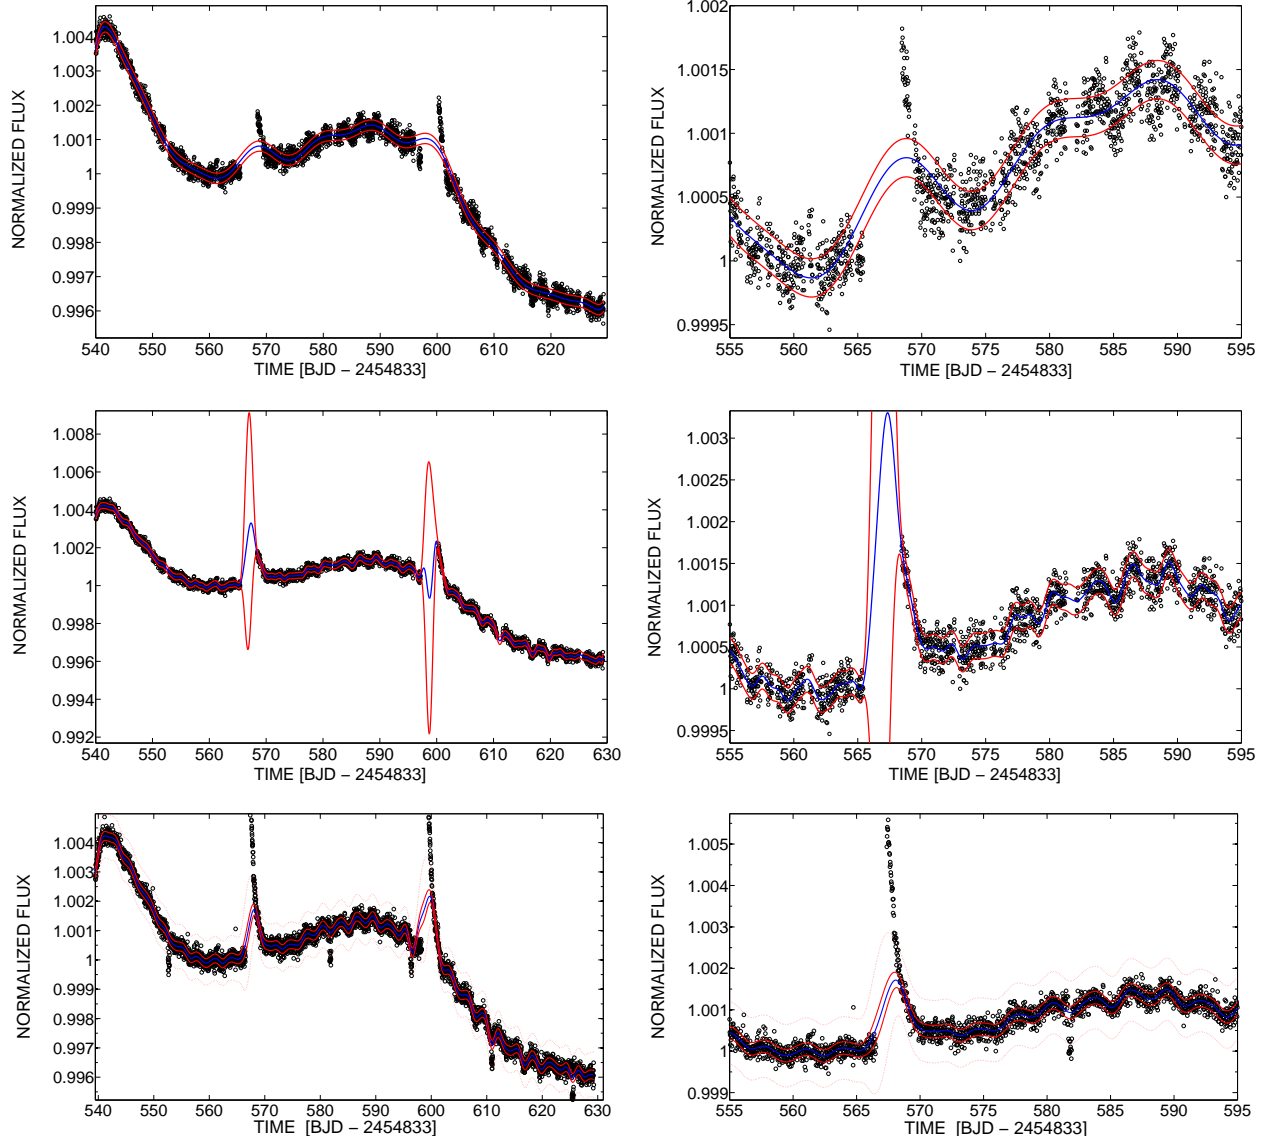 1.004
1.003
1.002
1.001
1
0.999
0.998
0.997
0.996
NORMALIZED FLUX
540 550 560 570 580 590 600 610 620
TIME [BJD − 2454833]
1.002
1.0015
1.001
1.0005
1
0.9995
NORMALIZED FLUX
555 560 565 570 575 580 585 590 595
TIME [BJD − 2454833]
1.008
1.006
1.004
1.002
1
0.998
0.996
0.994
0.992
NORMALIZED FLUX
540 550 560 570 580 590 600 610 620 630
TIME [BJD − 2454833]
1.003
1.0025
1.002
1.0015
1.001
1.0005
1
0.9995
NORMALIZED FLUX
555 560 565 570 575 580 585 590 595
TIME [BJD − 2454833]
1.004
1.003
1.002
1.001
1
0.999
0.998
0.997
0.996
NORMALIZED FLUX
540 550 560 570 580 590 600 610 620 630
TIME [BJD − 2454833]
1.005
1.004
1.003
1.002
1.001
1
0.999
NORMALIZED FLUX
555 560 565 570 575 580 585 590 595
TIME [BJD − 2454833]